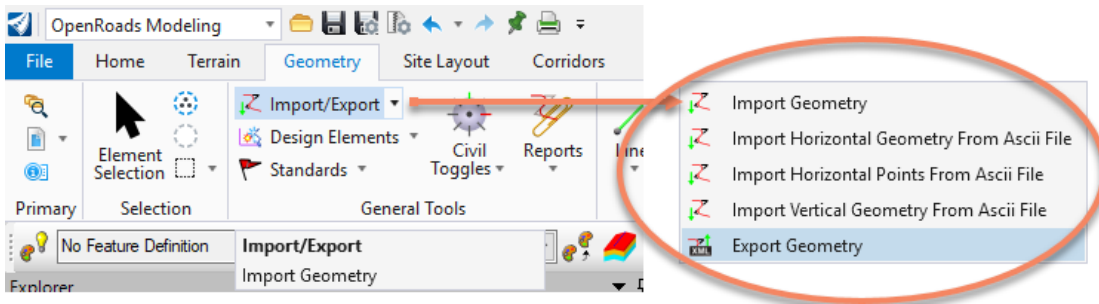 OpenRoads Modeling
File Home Terrain Geometry Site Layout Corridors
Import/Export
Design Elements
Standards
Element
Selection
Civil
Toggles
Reports
Line
Primary Selection General Tools
No Feature Definition
Import/Export
Import Geometry
Explorer
Import Geometry
Import Horizontal Geometry From Ascii File
Import Horizontal Points From Ascii File
Import Vertical Geometry From Ascii File
XML Export Geometry